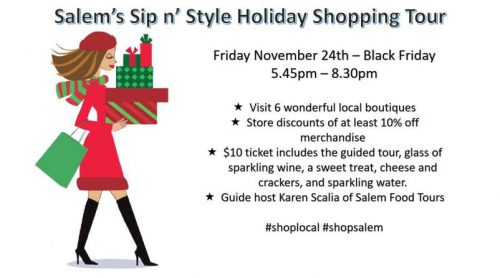 Salem's Sip n' Style Holiday Shopping Tour
Friday November 24th – Black Friday
5.45pm – 8.30pm
★ Visit 6 wonderful local boutiques
★ Store discounts of at least 10% off
merchandise
★ $10 ticket includes the guided tour, glass of
sparkling wine, a sweet treat, cheese and
crackers, and sparkling water.
★ Guide host Karen Scalia of Salem Food Tours
#shoplocal #shopsalem